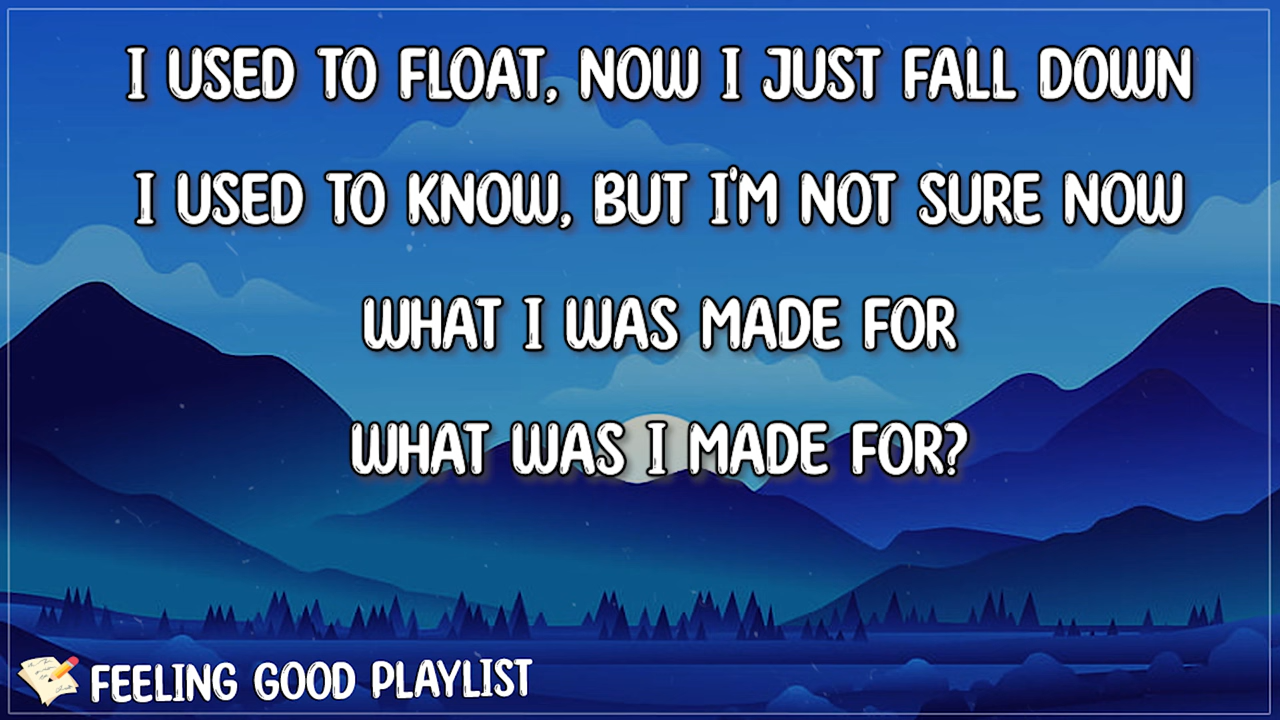 I USED TO FLOAT, NOW I JUST FALL DOWN
I USED TO KNOW, BUT I'M NOT SURE NOW
WHAT I WAS MADE FOR
WHAT WAS I MADE FOR?
FEELING GOOD PLAYLIST